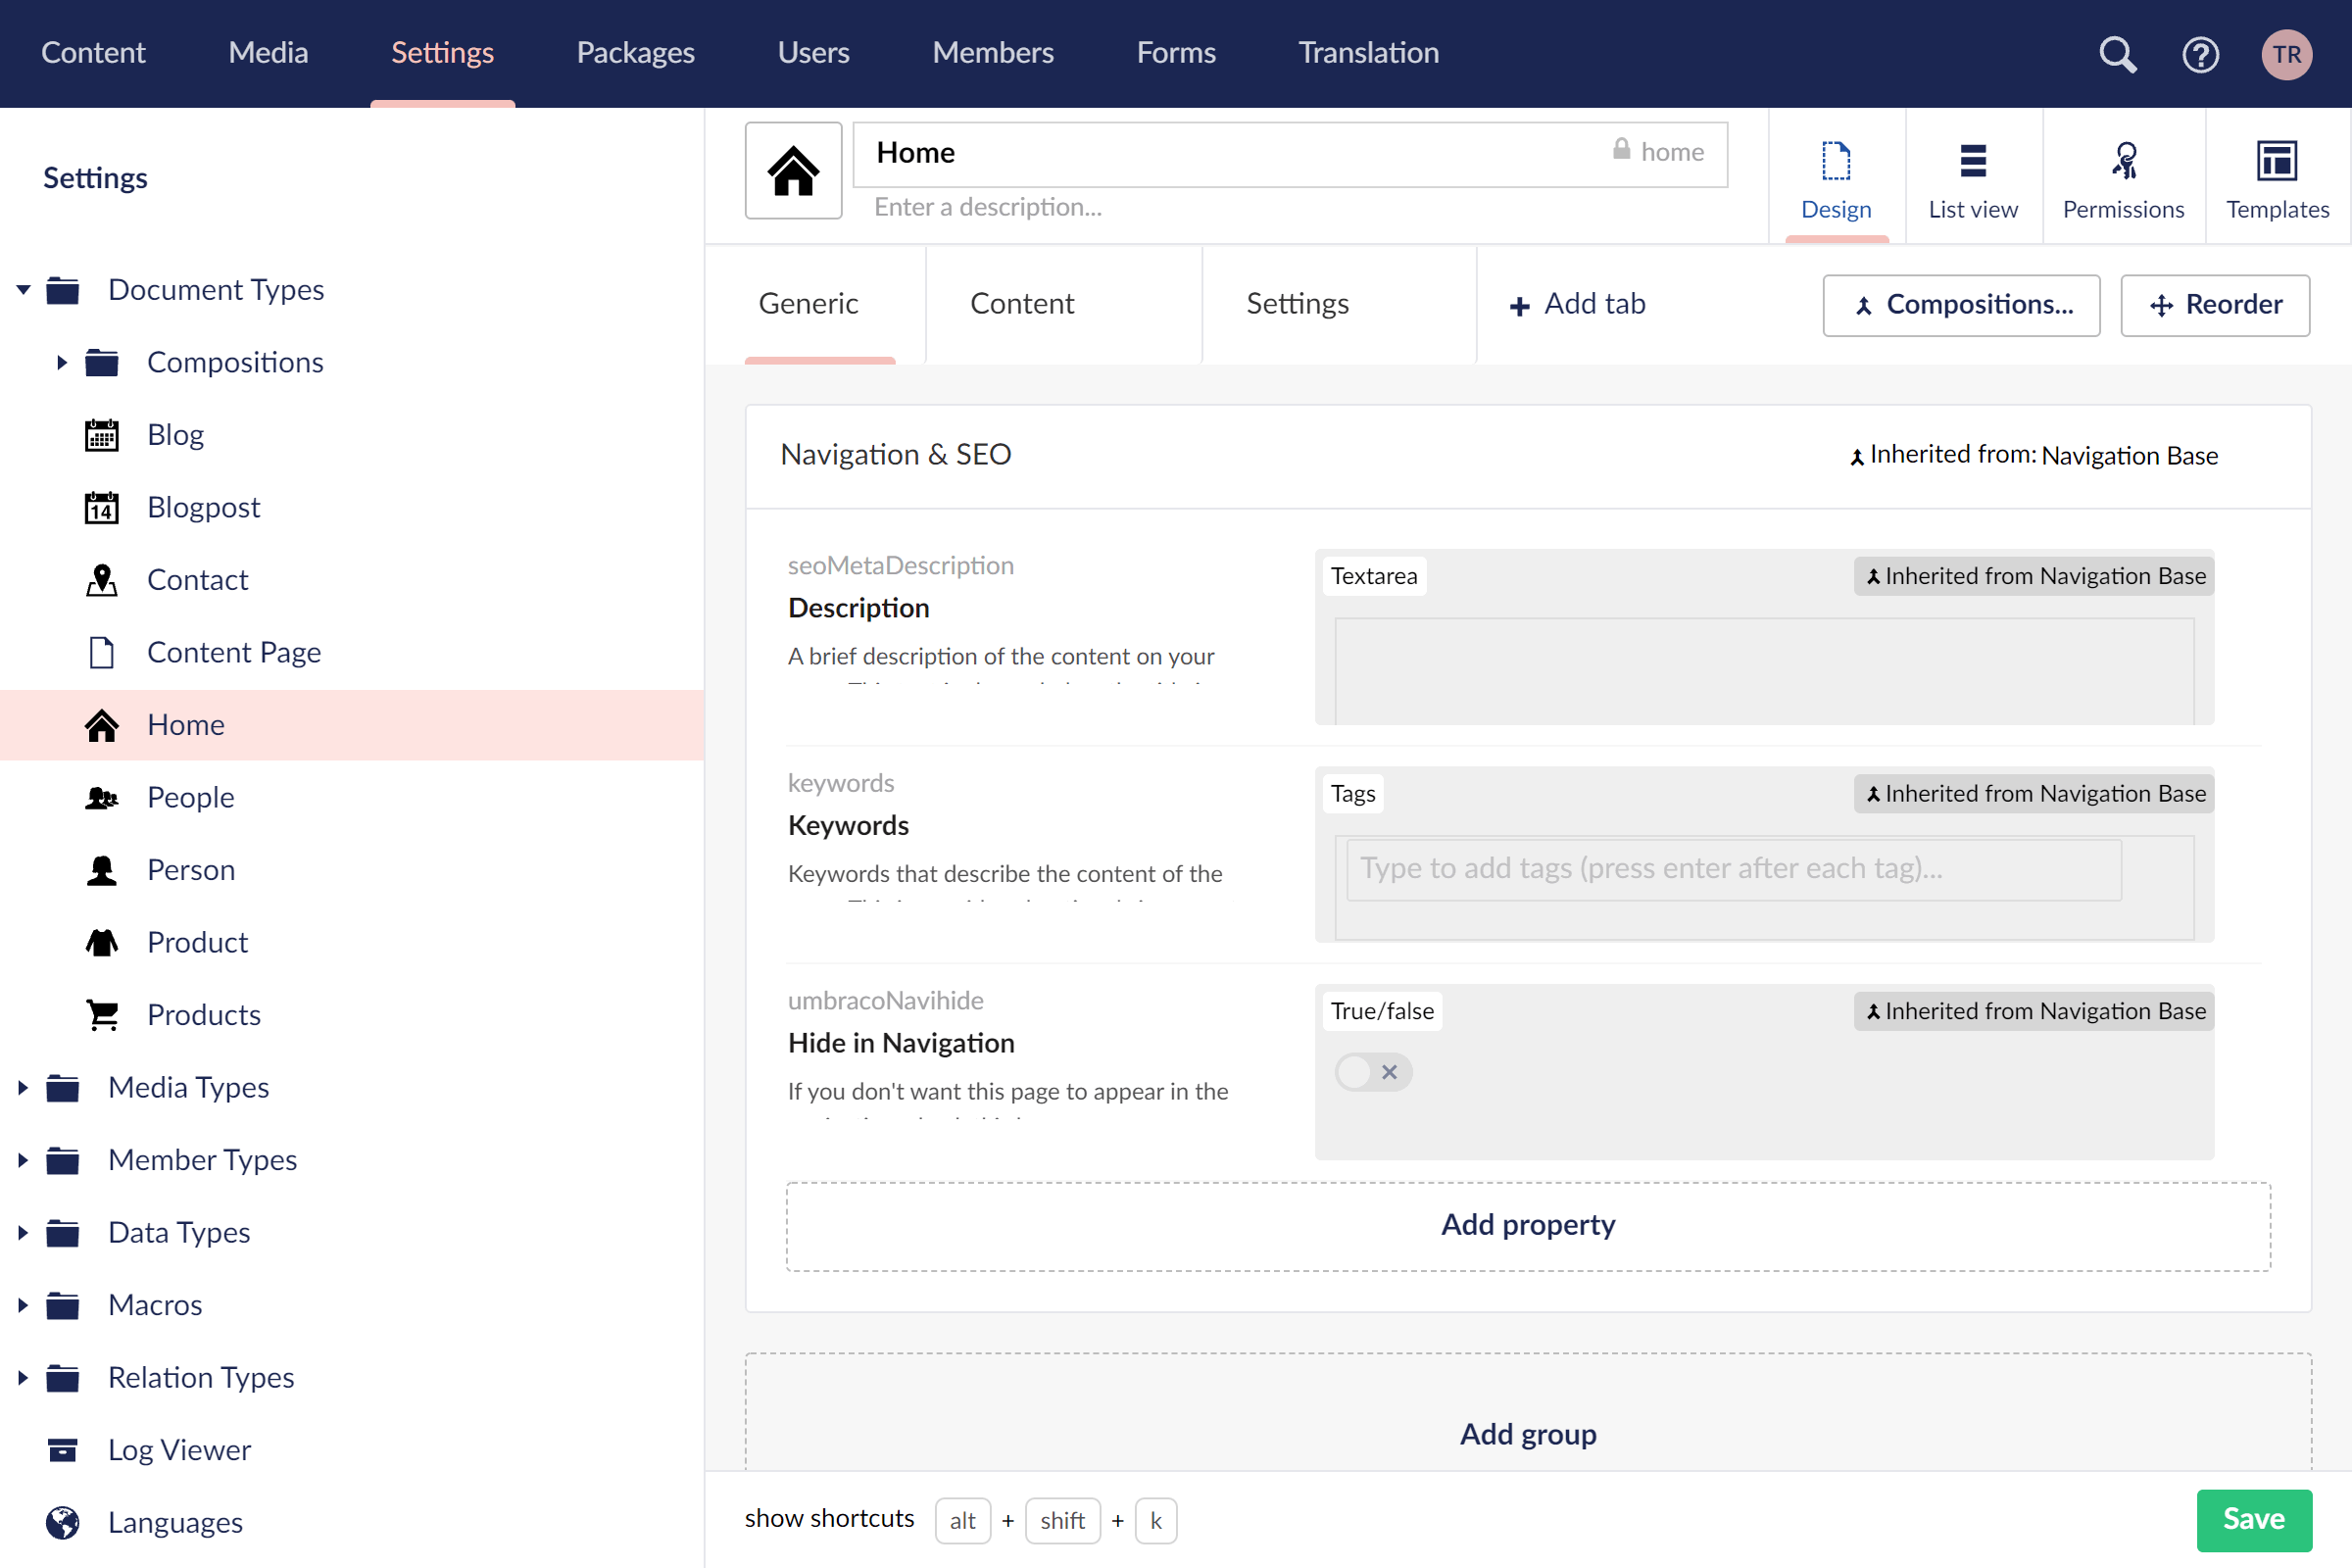 Content Media Settings Packages Users Members Forms Translation TR
Settings
Document Types
Compositions
Blog
14 Blogpost
Contact
Content Page
Home
People
Person
Product
Products
Media Types
Member Types
Data Types
Macros
Relation Types
Log Viewer
Languages
Home home
Enter a description...
Design List view Permissions Templates
Generic Content Settings + Add tab Compositions... Reorder
Navigation & SEO Inherited from: Navigation Base
seoMetaDescription
Description
A brief description of the content on your
Textarea Inherited from Navigation Base
keywords
Keywords
Keywords that describe the content of the
Tags Inherited from Navigation Base
Type to add tags (press enter after each tag)...
umbracoNavihide
Hide in Navigation
If you don't want this page to appear in the
True/false Inherited from Navigation Base
Add property
Add group
show shortcuts alt + shift + k
Save